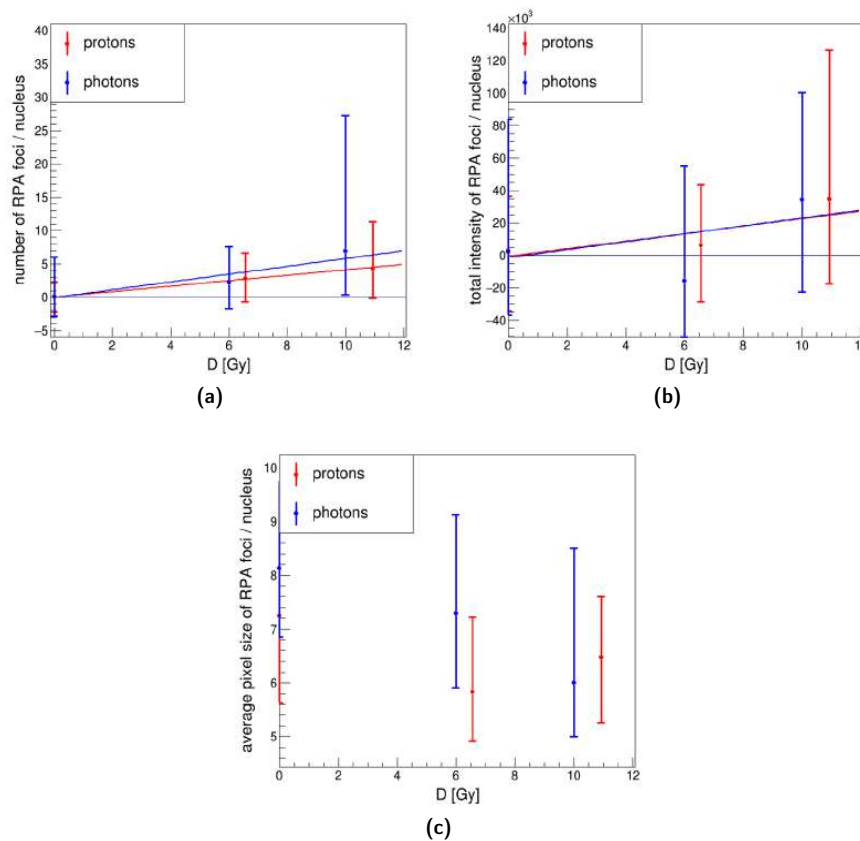 40
35
30
25
20
15
10
5
0
−5
number of RPA foci / nucleus
protons
photons
0 2 4 6 8 10 12
D [Gy]
(a)
×10³
140
120
100
80
60
40
20
0
−20
−40
total intensity of RPA foci / nucleus
protons
photons
0 2 4 6 8 10 12
D [Gy]
(b)
10
9
8
7
6
5
average pixel size of RPA foci / nucleus
protons
photons
0 2 4 6 8 10 12
D [Gy]
(c)